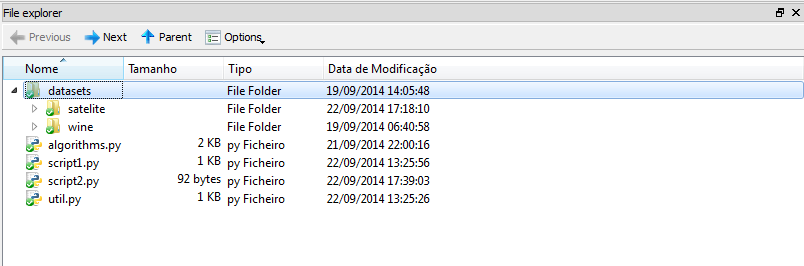 File explorer
Previous Next Parent Options
Nome Tamanho Tipo Data de Modificação
datasets File Folder 19/09/2014 14:05:48
satelite File Folder 22/09/2014 17:18:10
wine File Folder 19/09/2014 06:40:58
algorithms.py 2 KB py Ficheiro 21/09/2014 22:00:16
script1.py 1 KB py Ficheiro 22/09/2014 13:25:56
script2.py 92 bytes py Ficheiro 22/09/2014 17:39:03
util.py 1 KB py Ficheiro 22/09/2014 13:25:26